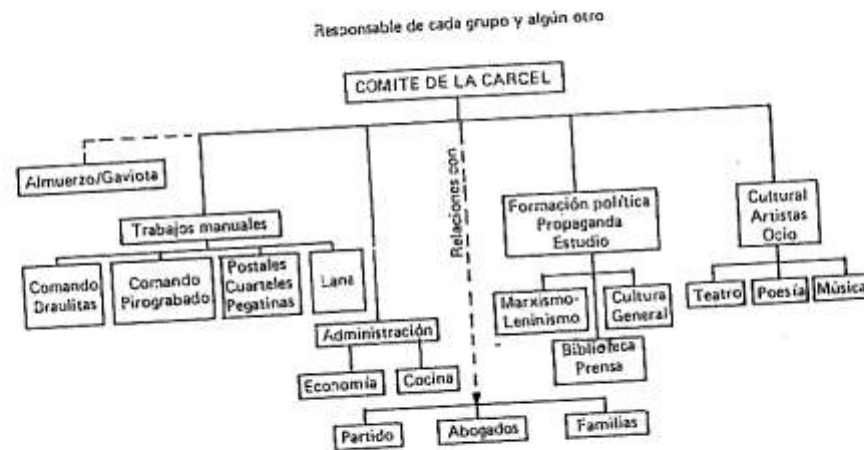 Responsable de cada grupo y algún otro
COMITE DE LA CARCEL
Almuerzo/Gaviota
Trabajos manuales
Comando
Draulitas
Comando
Pirograbado
Postales
Cuarteles
Pegatinas
Lana
Administración
Economía
Cocina
Relaciones con
Partido
Abogados
Familias
Formación política
Propaganda
Estudio
Marxismo-
Leninismo
Cultura
General
Biblioteca
Prensa
Cultural
Artistas
Ocio
Teatro
Poesía
Música